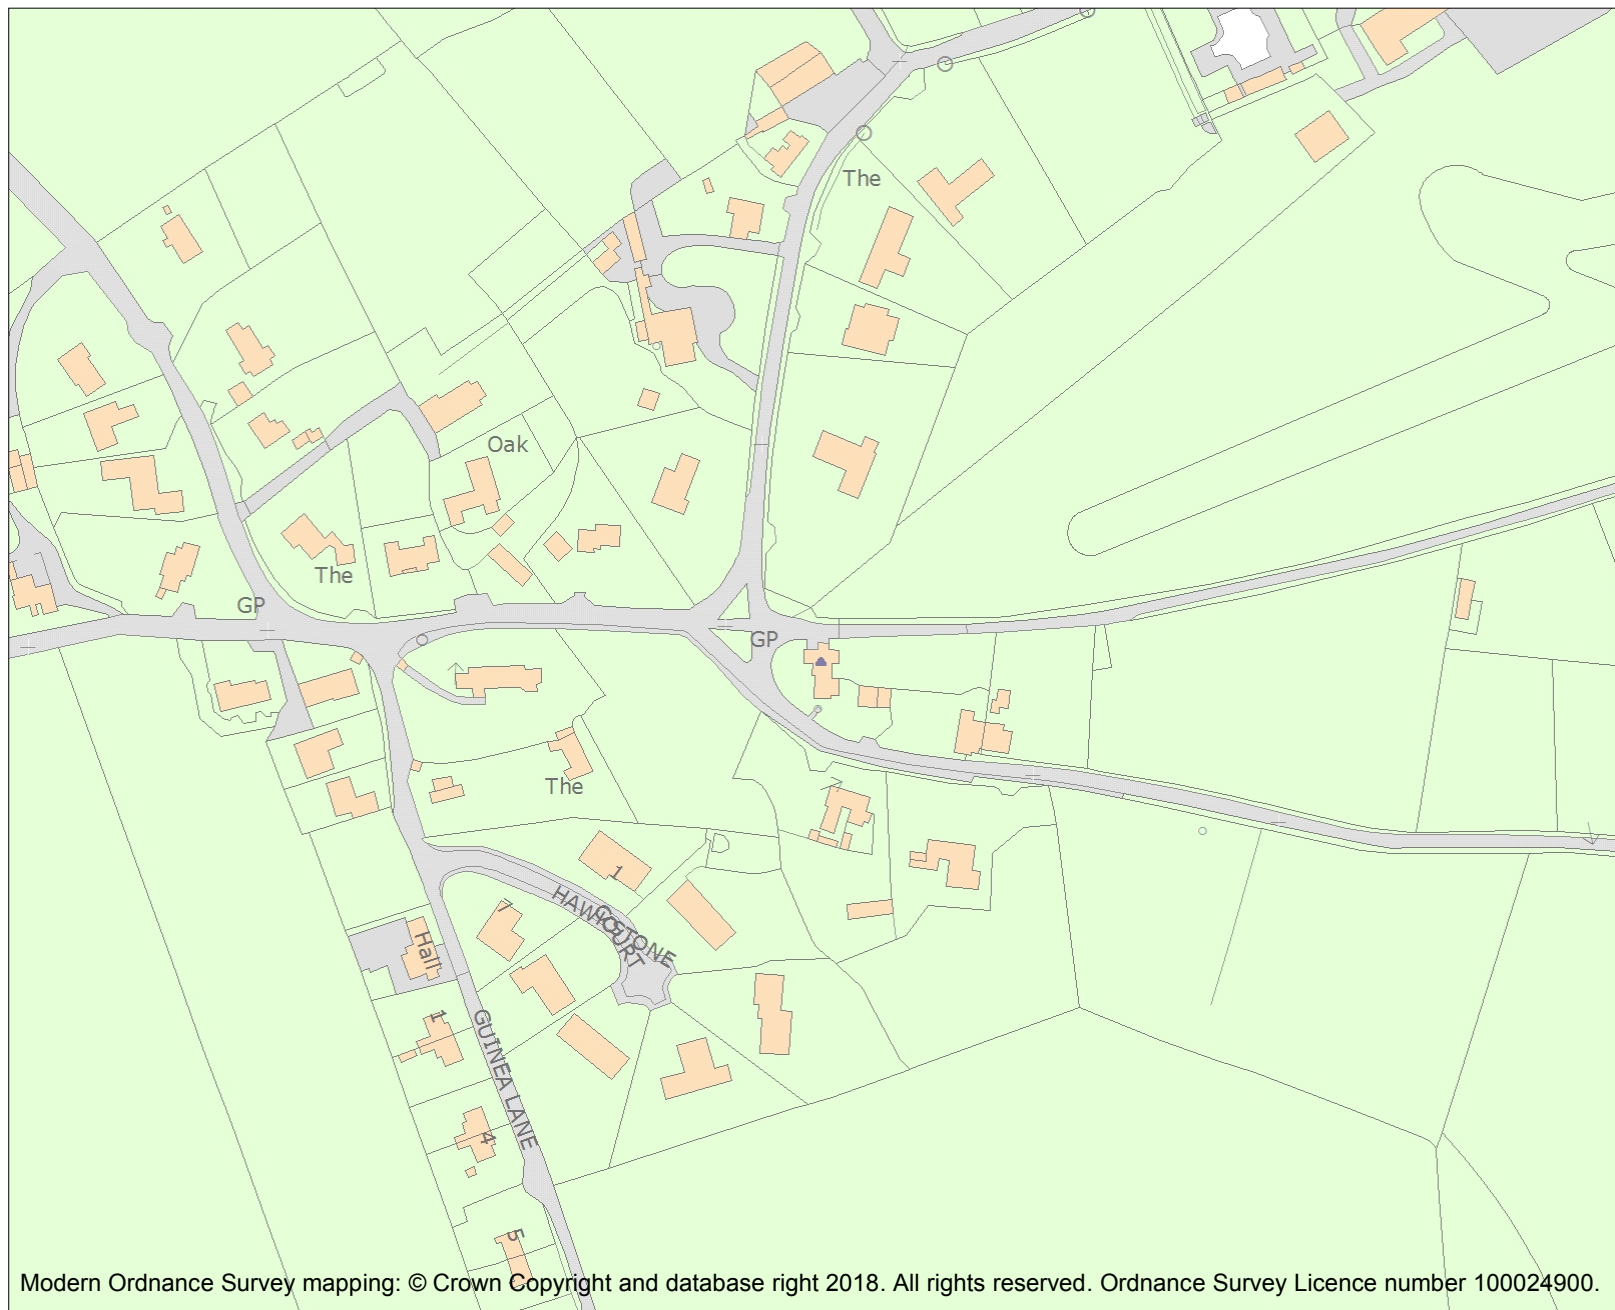 The
Oak
The
GP
GP
The
1
7
HAWKSTONE
COURT
Hall
1
GUINEA LANE
4
5
Modern Ordnance Survey mapping: © Crown Copyright and database right 2018. All rights reserved. Ordnance Survey Licence number 100024900.